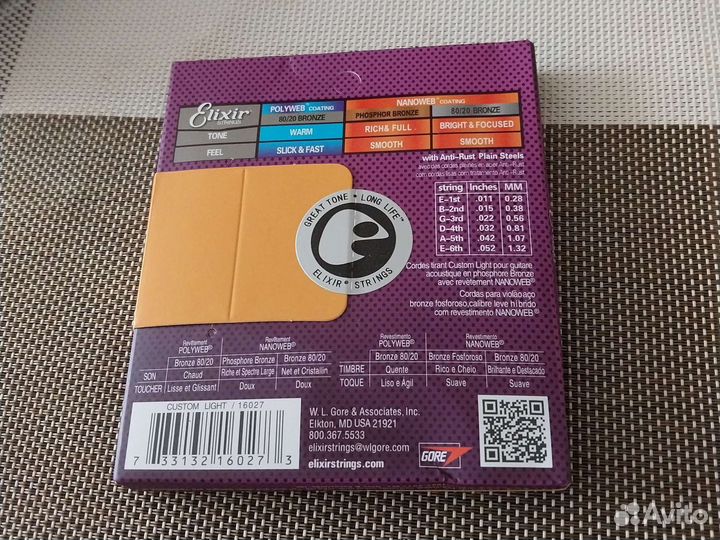 Elixir
STRINGS
POLYWEB® COATING
NANOWEB® COATING
80/20 BRONZE
PHOSPHOR BRONZE
80/20 BRONZE
TONE
WARM
RICH & FULL
BRIGHT & FOCUSED
FEEL
SLICK & FAST
SMOOTH
SMOOTH
with Anti-Rust Plain Steels
string Inches MM
E-1st .011 0.28
B-2nd .015 0.38
G-3rd .022 0.56
D-4th .032 0.81
A-5th .042 1.07
E-6th .052 1.32
GREAT TONE • LONG LIFE™
ELIXIR® STRINGS
Cordes tirant Custom Light pour guitare
acoustique en phosphore Bronze
avec revêtement NANOWEB®
Cordas para violão aço
bronze fosforoso, calibre leve híbrido
com revestimento NANOWEB®
Revêtement
POLYWEB®
Revêtement
NANOWEB®
Bronze 80/20
Phosphore Bronze
Bronze 80/20
SON
Chaud
Riche et Spectre Large
Net et Cristallin
TOUCHER
Lisse et Glissant
Doux
Doux
Revestimento
POLYWEB®
Revestimento
NANOWEB®
Bronze 80/20
Bronze Fosforoso
Bronze 80/20
TIMBRE
Quente
Rico e Cheio
Brilhante e Destacado
TOQUE
Liso e Agil
Suave
Suave
CUSTOM LIGHT / 16027
7 33132 16027 3
W. L. Gore & Associates, Inc.
Elkton, MD USA 21921
800.367.5533
elixirstrings@wlgore.com
elixirstrings.com
GORE
Avito